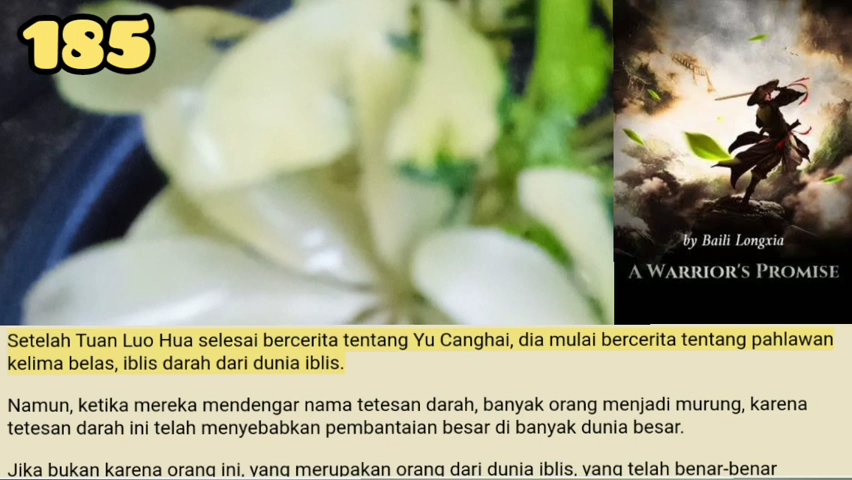 185
by Baili Longxia
A WARRIOR'S PROMISE
Setelah Tuan Luo Hua selesai bercerita tentang Yu Canghai, dia mulai bercerita tentang pahlawan
kelima belas, iblis darah dari dunia iblis.
Namun, ketika mereka mendengar nama tetesan darah, banyak orang menjadi murung, karena
tetesan darah ini telah menyebabkan pembantaian besar di banyak dunia besar.
Jika bukan karena orang ini, yang merupakan orang dari dunia iblis, yang telah benar-benar